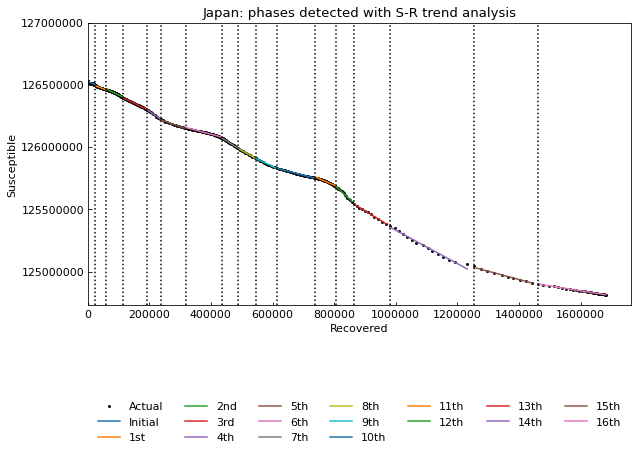 Japan: phases detected with S-R trend analysis
127000000
126500000
126000000
125500000
125000000
Susceptible
0 200000 400000 600000 800000 1000000 1200000 1400000 1600000
Recovered
Actual 2nd 5th 8th 11th 13th 15th
Initial 3rd 6th 9th 12th 14th 16th
1st 4th 7th 10th